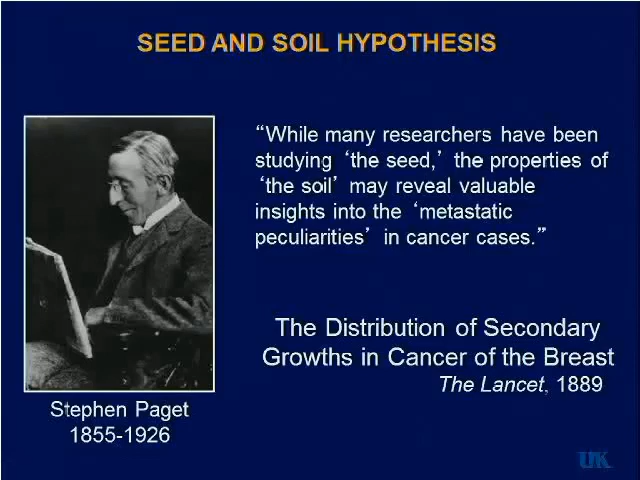 SEED AND SOIL HYPOTHESIS
“While many researchers have been
studying ‘the seed,’ the properties of
‘the soil’ may reveal valuable
insights into the ‘metastatic
peculiarities’ in cancer cases.”
The Distribution of Secondary
Growths in Cancer of the Breast
The Lancet, 1889
Stephen Paget
1855-1926
UK